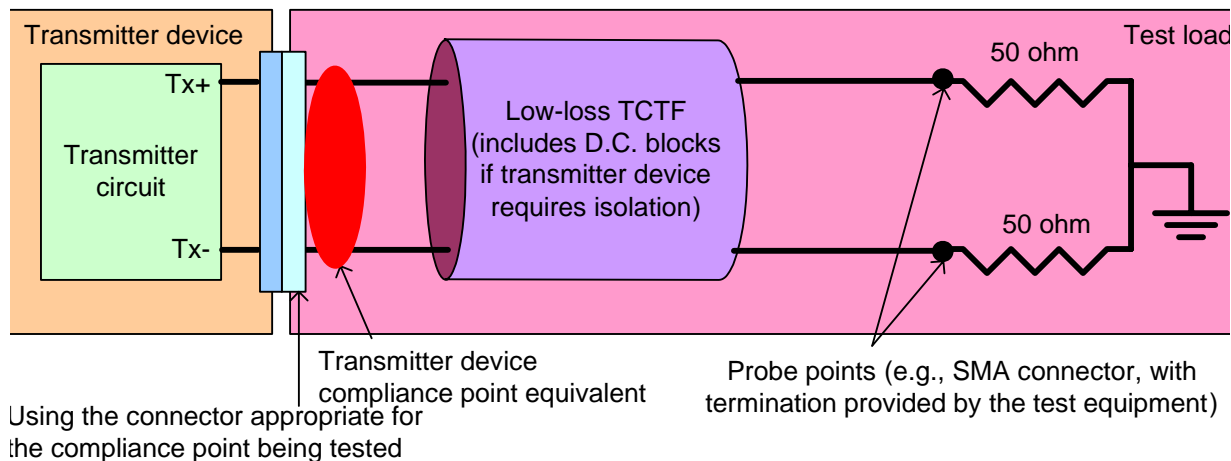 Transmitter device
Test load
50 ohm
Tx+
Low-loss TCTF
(includes D.C. blocks
if transmitter device
requires isolation)
Transmitter
circuit
50 ohm
Tx-
Transmitter device
compliance point equivalent
Probe points (e.g., SMA connector, with
termination provided by the test equipment)
Using the connector appropriate for
the compliance point being tested